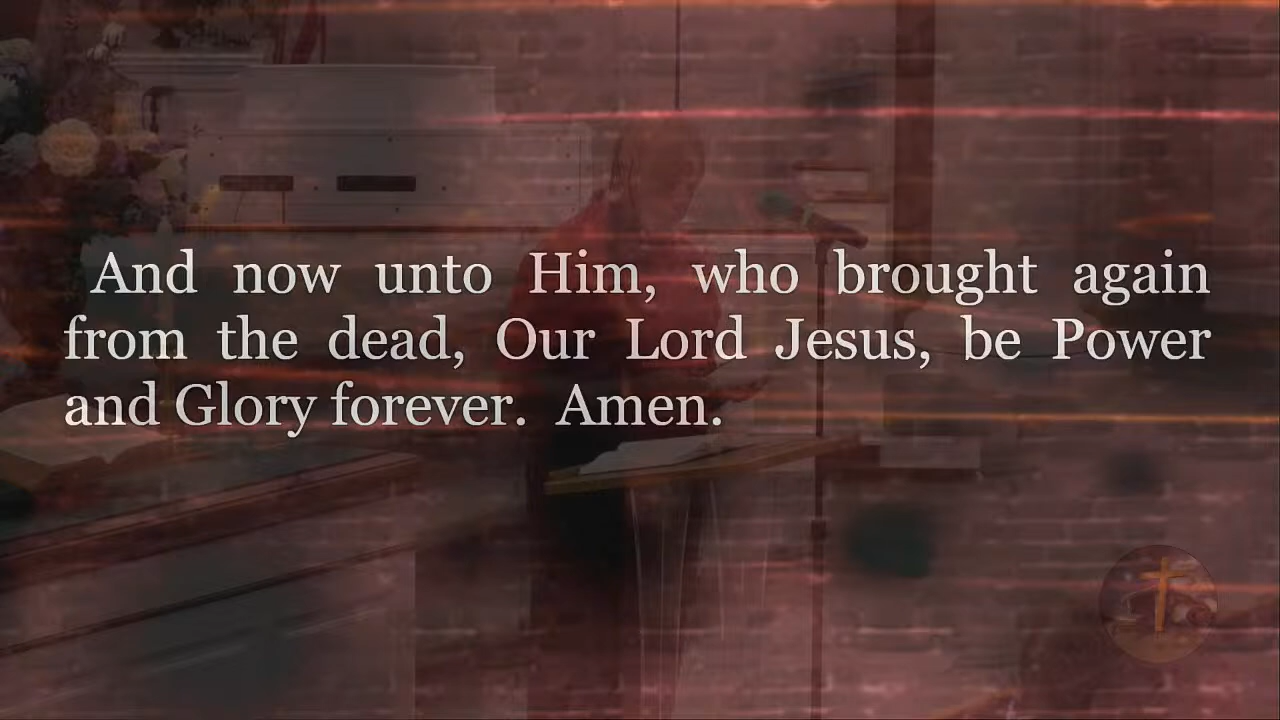 And now unto Him, who brought again
from the dead, Our Lord Jesus, be Power
and Glory forever.  Amen.